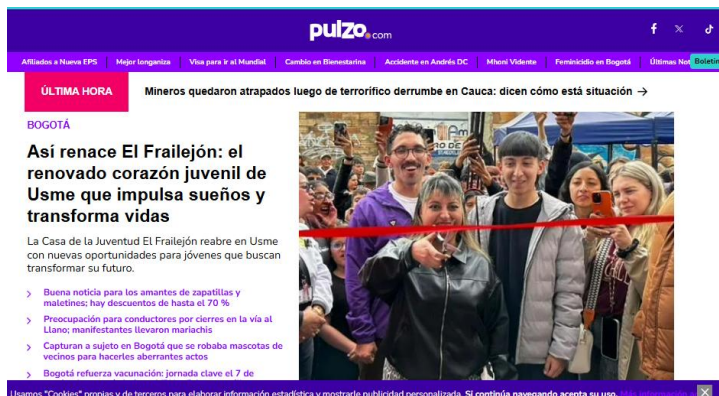 pulzo.com
Afiliados a Nueva EPS
Mejor longaniza
Visa para ir al Mundial
Cambio en Bienestarina
Accidente en Andrés DC
Mhoni Vidente
Feminicidio en Bogotá
Últimas Not
Boletín
ÚLTIMA HORA
Mineros quedaron atrapados luego de terrorífico derrumbe en Cauca: dicen cómo está situación →
BOGOTÁ
Así renace El Frailejón: el
renovado corazón juvenil de
Usme que impulsa sueños y
transforma vidas
La Casa de la Juventud El Frailejón reabre en Usme
con nuevas oportunidades para jóvenes que buscan
transformar su futuro.
Buena noticia para los amantes de zapatillas y
maletines; hay descuentos de hasta el 70 %
Preocupación para conductores por cierres en la vía al
Llano; manifestantes llevaron mariachis
Capturan a sujeto en Bogotá que se robaba mascotas de
vecinos para hacerles aberrantes actos
Bogotá refuerza vacunación: jornada clave el 7 de
Usamos "Cookies" propias y de terceros para elaborar información estadística y mostrarle publicidad personalizada. Si continúa navegando acepta su uso. Más información